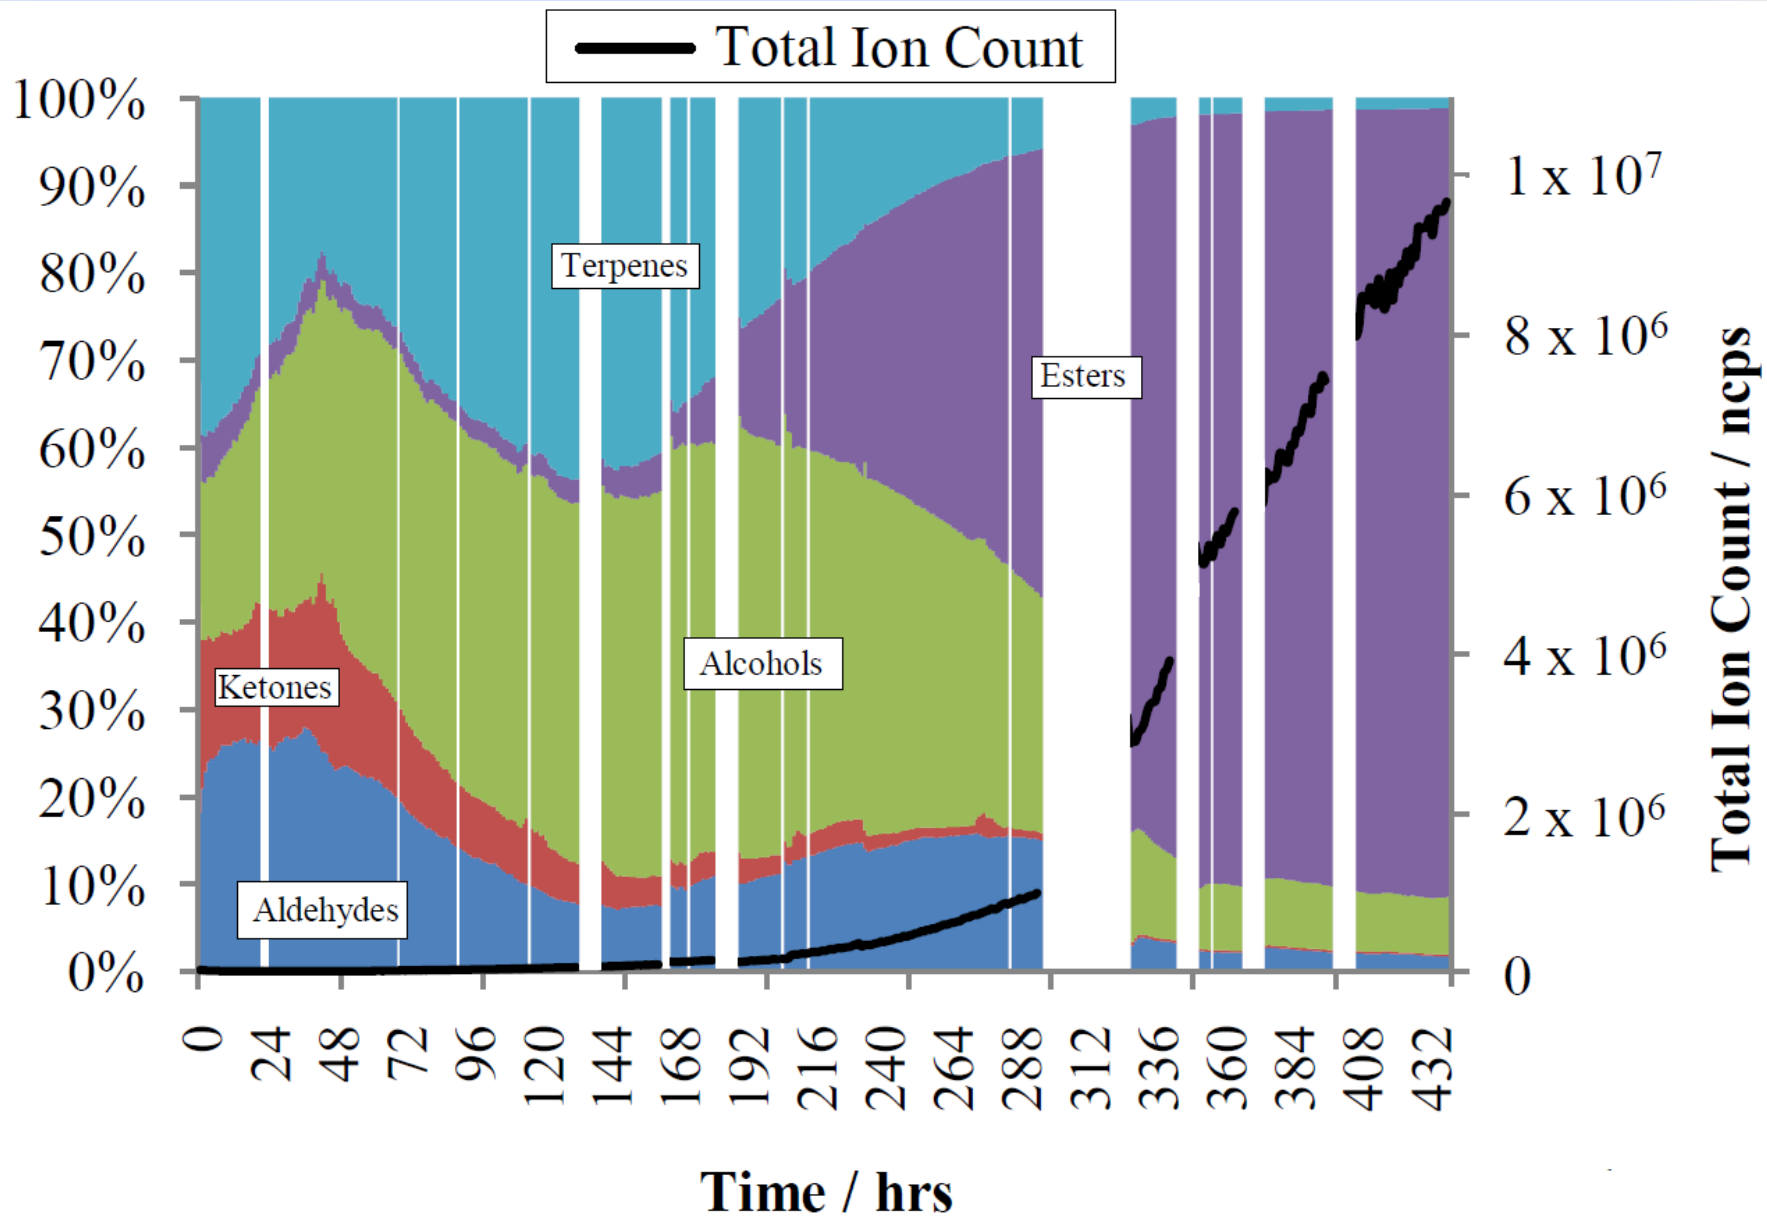 Total Ion Count
100%
90%
80%
70%
60%
50%
40%
30%
20%
10%
0%
Terpenes
Esters
Ketones
Alcohols
Aldehydes
1 x 10⁷
8 x 10⁶
6 x 10⁶
4 x 10⁶
2 x 10⁶
0
Total Ion Count / ncps
0 24 48 72 96 120 144 168 192 216 240 264 288 312 336 360 384 408 432
Time / hrs